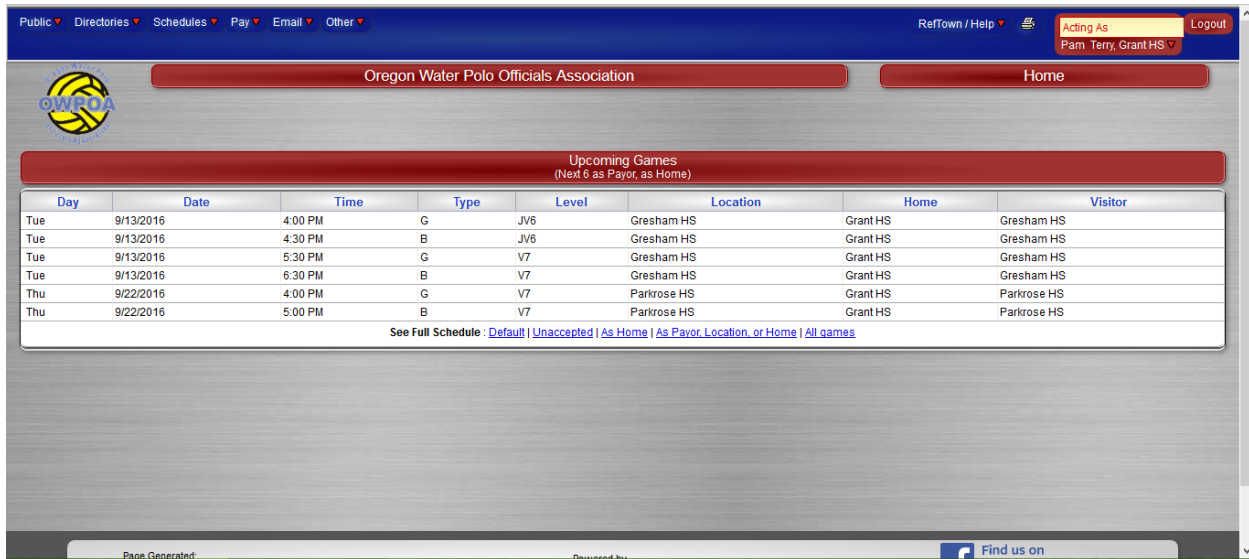 Public Directories Schedules Pay Email Other RefTown / Help Acting As Logout
Pam Terry, Grant HS
OWPOA
Oregon Water Polo Officials Association Home
Upcoming Games
(Next 6 as Payor, as Home)
Day Date Time Type Level Location Home Visitor
Tue 9/13/2016 4:00 PM G JV6 Gresham HS Grant HS Gresham HS
Tue 9/13/2016 4:30 PM B JV6 Gresham HS Grant HS Gresham HS
Tue 9/13/2016 5:30 PM G V7 Gresham HS Grant HS Gresham HS
Tue 9/13/2016 6:30 PM B V7 Gresham HS Grant HS Gresham HS
Thu 9/22/2016 4:00 PM G V7 Parkrose HS Grant HS Parkrose HS
Thu 9/22/2016 5:00 PM B V7 Parkrose HS Grant HS Parkrose HS
See Full Schedule : Default | Unaccepted | As Home | As Payor, Location, or Home | All games
Page Generated: Powered by Find us on